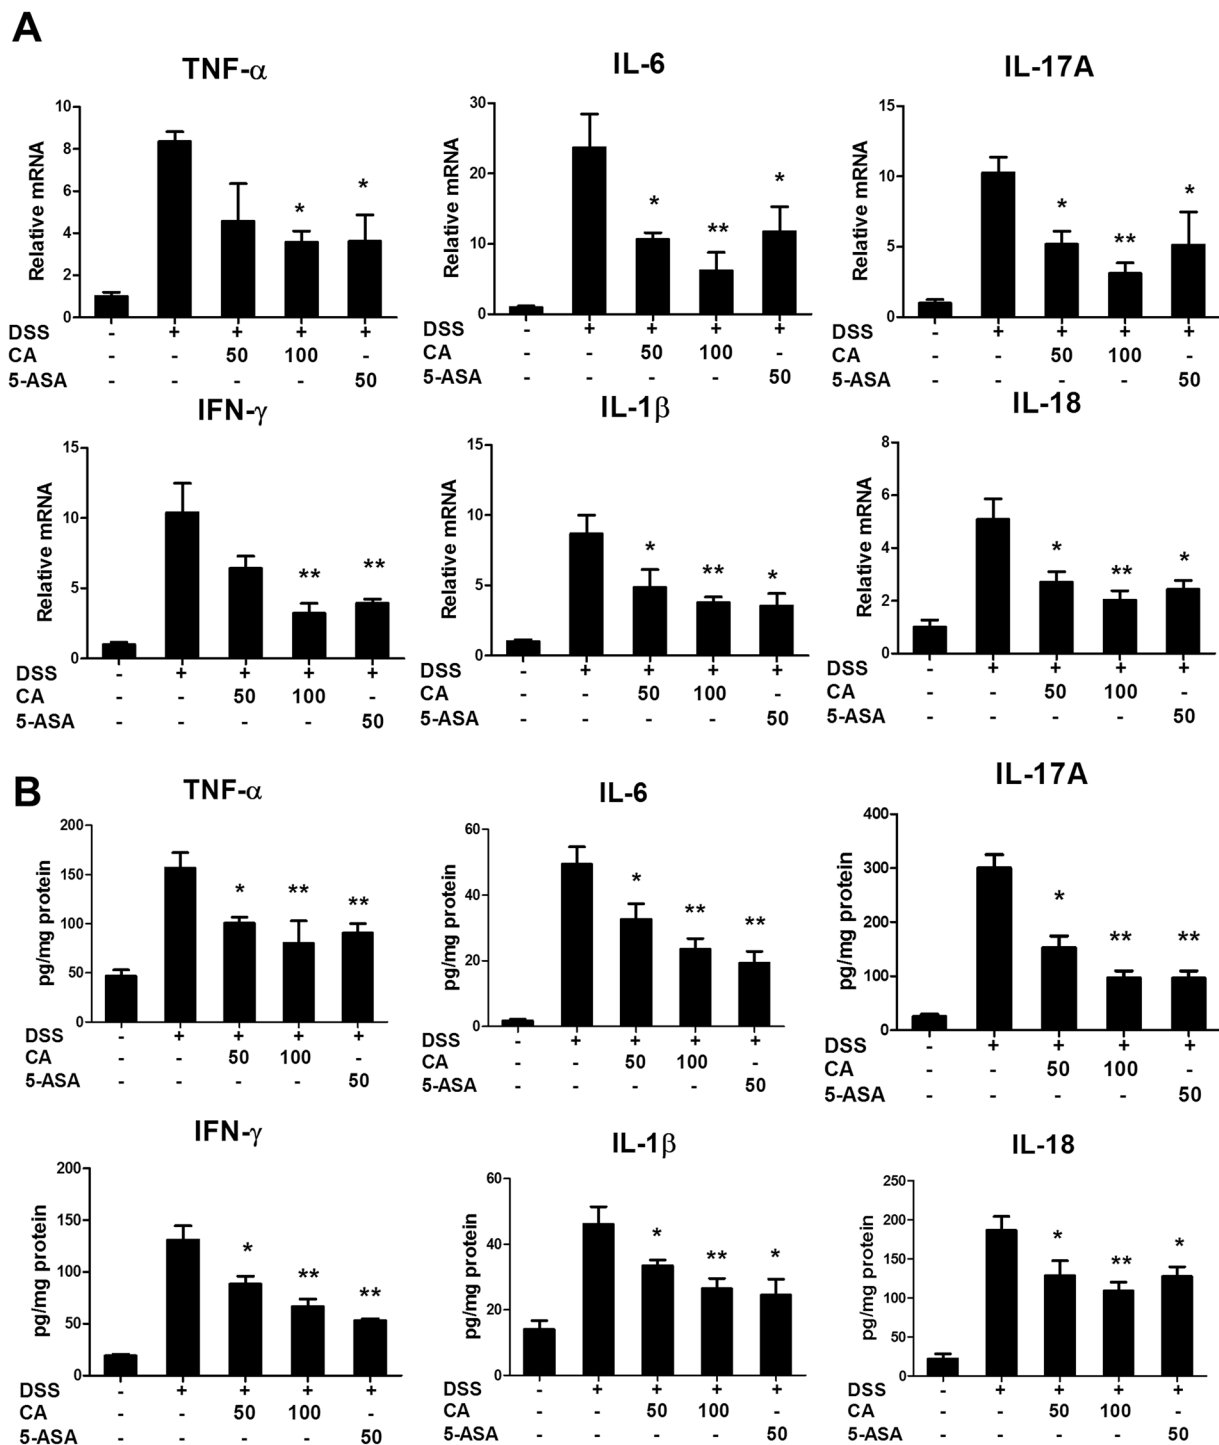 A
TNF-α
IL-6
IL-17A
Relative mRNA
10
8
6
4
2
0
*
*
Relative mRNA
30
20
10
0
*
**
*
Relative mRNA
15
10
5
0
*
**
*
DSS - + + + +
CA - - 50 100 -
5-ASA - - - - 50
DSS - + + + +
CA - - 50 100 -
5-ASA - - - - 50
DSS - + + + +
CA - - 50 100 -
5-ASA - - - - 50
IFN-γ
IL-1β
IL-18
Relative mRNA
15
10
5
0
**
**
Relative mRNA
15
10
5
0
*
**
*
Relative mRNA
8
6
4
2
0
*
**
*
DSS - + + + +
CA - - 50 100 -
5-ASA - - - - 50
DSS - + + + +
CA - - 50 100 -
5-ASA - - - - 50
DSS - + + + +
CA - - 50 100 -
5-ASA - - - - 50
B
TNF-α
IL-6
IL-17A
pg/mg protein
200
150
100
50
0
*
**
**
pg/mg protein
60
40
20
0
*
**
**
pg/mg protein
400
300
200
100
0
*
**
**
DSS - + + + +
CA - - 50 100 -
5-ASA - - - - 50
DSS - + + + +
CA - - 50 100 -
5-ASA - - - - 50
DSS - + + + +
CA - - 50 100 -
5-ASA - - - - 50
IFN-γ
IL-1β
IL-18
pg/mg protein
200
150
100
50
0
*
**
**
pg/mg protein
60
40
20
0
*
**
*
pg/mg protein
250
200
150
100
50
0
*
**
*
DSS - + + + +
CA - - 50 100 -
5-ASA - - - - 50
DSS - + + + +
CA - - 50 100 -
5-ASA - - - - 50
DSS - + + + +
CA - - 50 100 -
5-ASA - - - - 50